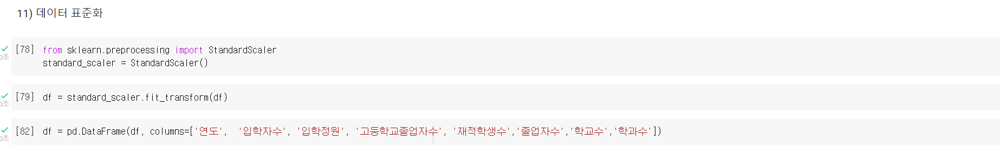 11) 데이터 표준화
[78] from sklearn.preprocessing import StandardScaler
standard_scaler = StandardScaler()
[79] df = standard_scaler.fit_transform(df)
[82] df = pd.DataFrame(df, columns=['연도',  '입학자수', '입학정원', '고등학교졸업자수', '재적학생수','졸업자수','학교수','학과수'])